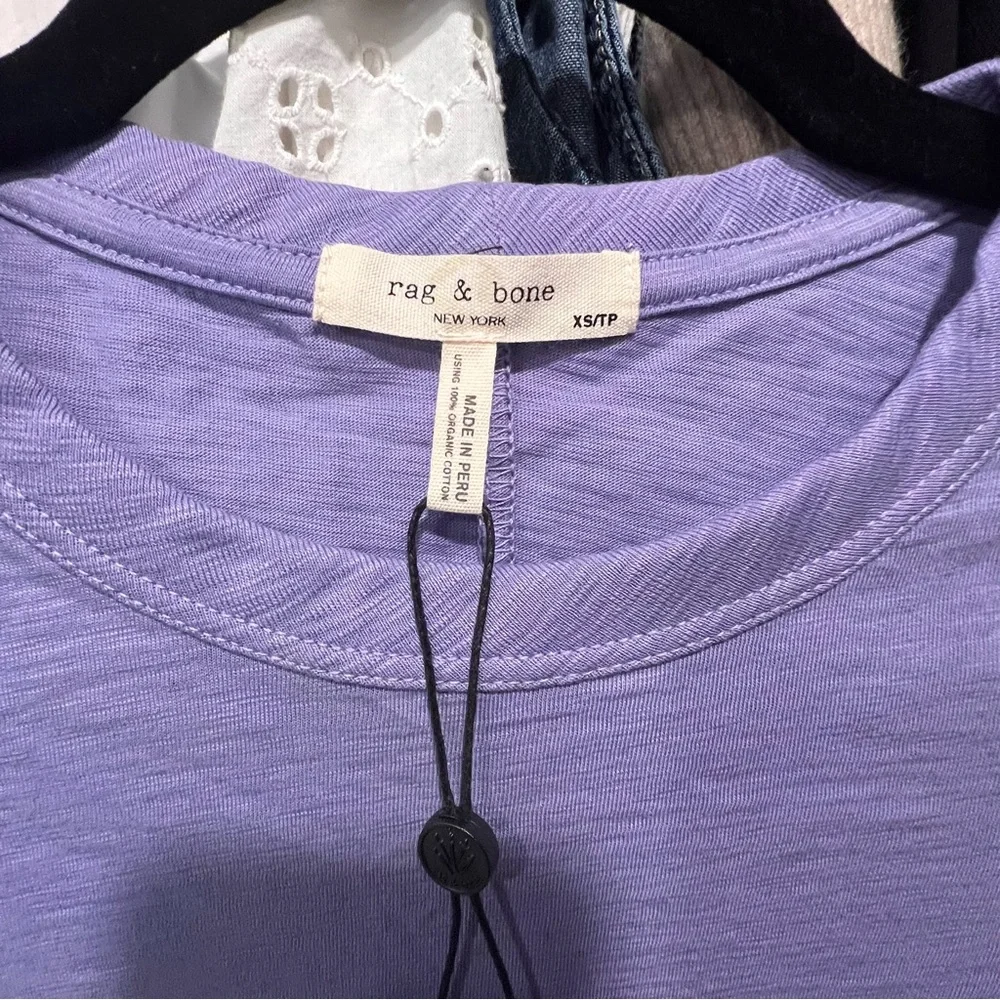 rag & bone
NEW YORK
XS/TP
MADE IN PERU
USING 100% ORGANIC COTTON